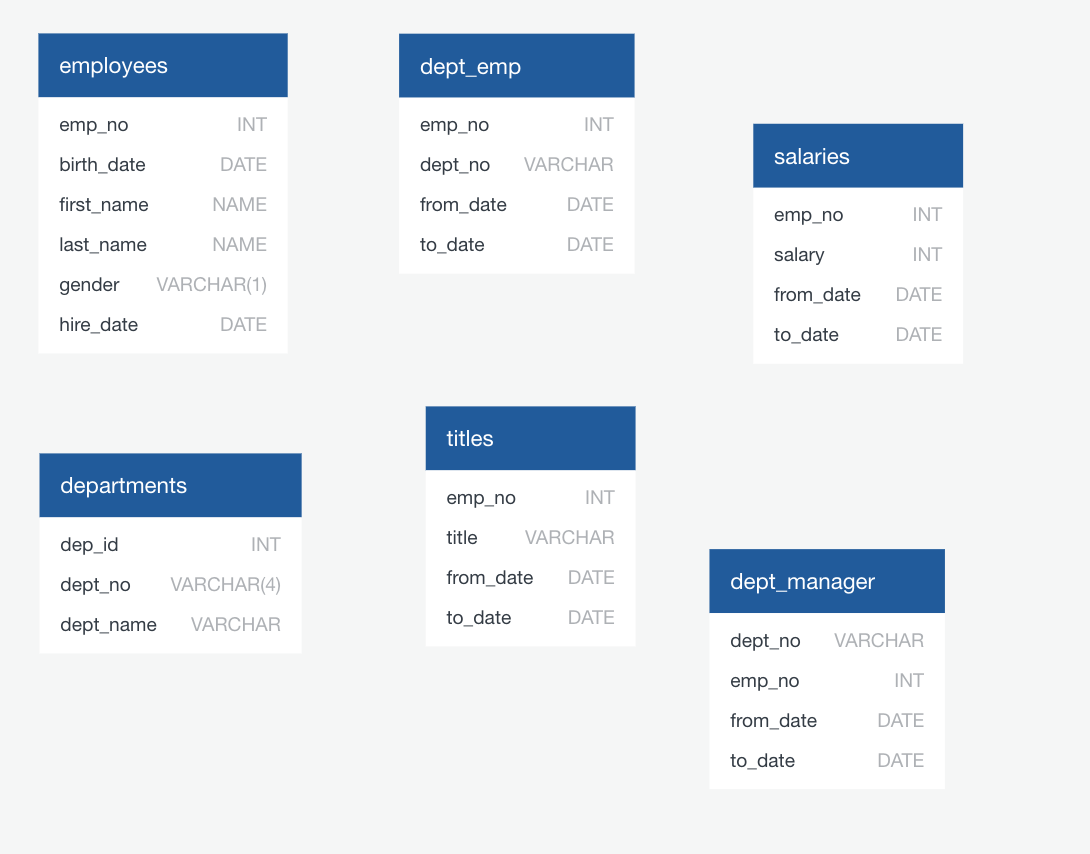 employees
emp_no INT
birth_date DATE
first_name NAME
last_name NAME
gender VARCHAR(1)
hire_date DATE
dept_emp
emp_no INT
dept_no VARCHAR
from_date DATE
to_date DATE
salaries
emp_no INT
salary INT
from_date DATE
to_date DATE
departments
dep_id INT
dept_no VARCHAR(4)
dept_name VARCHAR
titles
emp_no INT
title VARCHAR
from_date DATE
to_date DATE
dept_manager
dept_no VARCHAR
emp_no INT
from_date DATE
to_date DATE